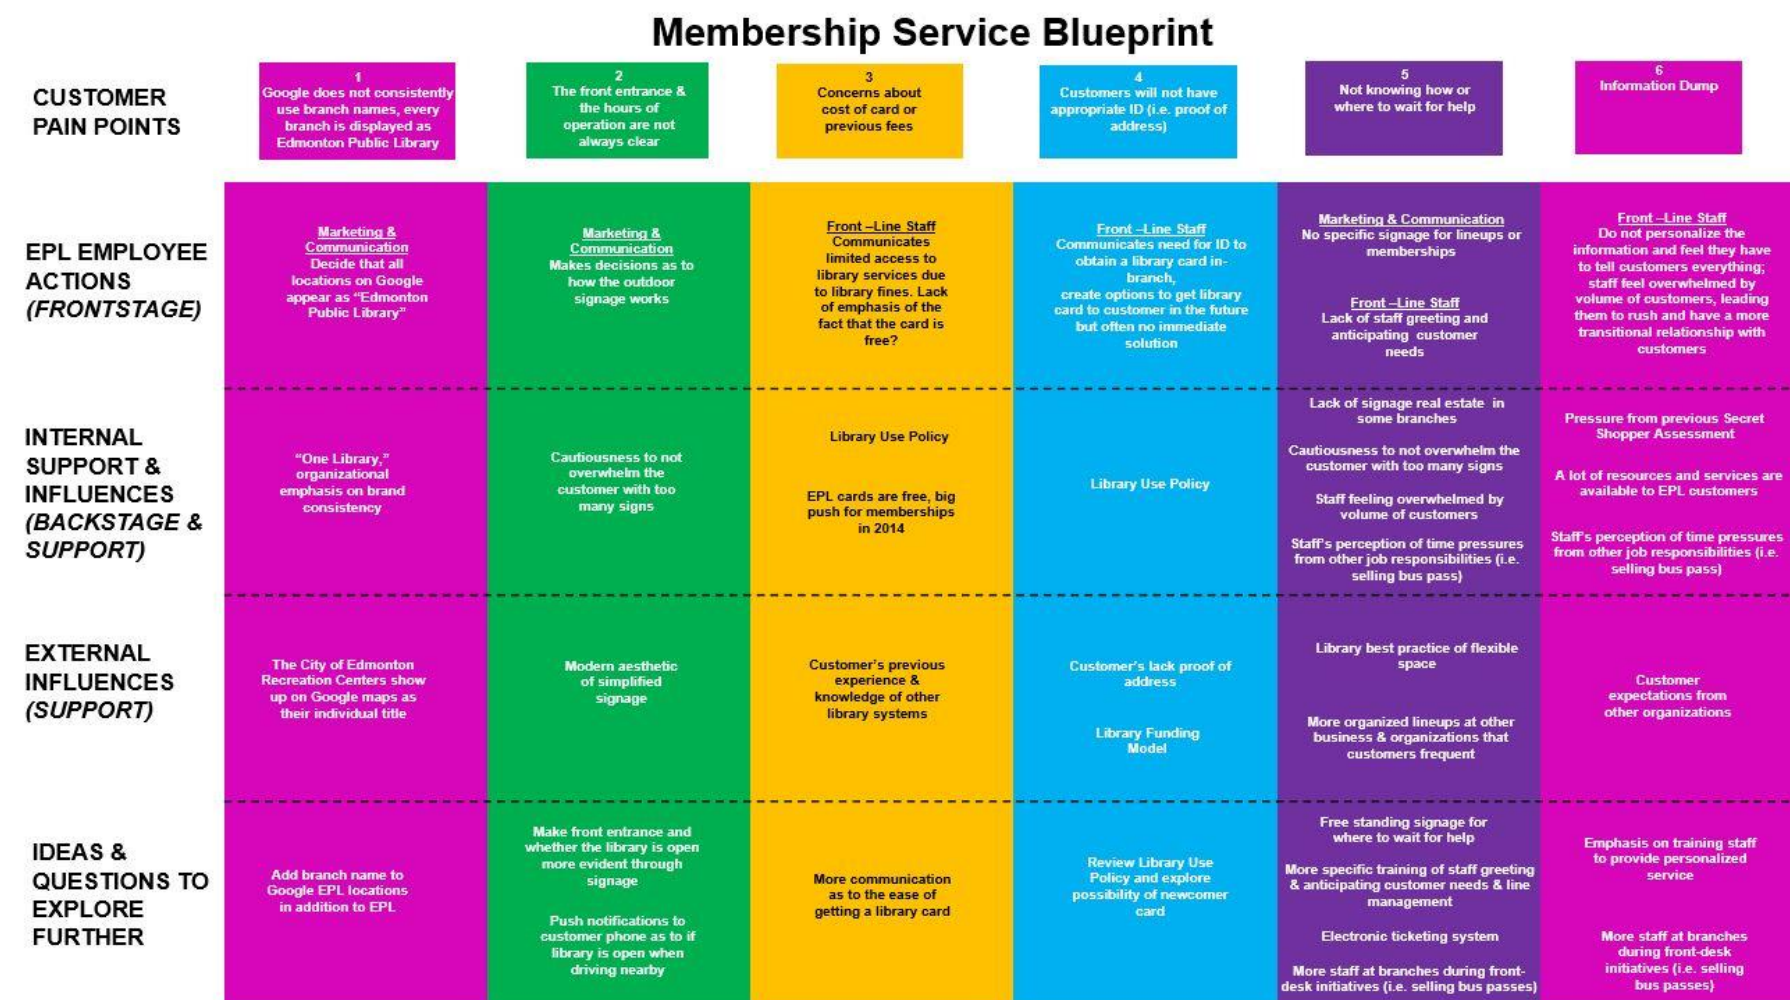 Membership Service Blueprint
CUSTOMER
PAIN POINTS
1
Google does not consistently
use branch names, every
branch is displayed as
Edmonton Public Library
2
The front entrance &
the hours of
operation are not
always clear
3
Concerns about
cost of card or
previous fees
4
Customers will not have
appropriate ID (i.e. proof of
address)
5
Not knowing how or
where to wait for help
6
Information Dump
EPL EMPLOYEE
ACTIONS
(FRONTSTAGE)
Marketing &
Communication
Decide that all
locations on Google
appear as "Edmonton
Public Library"
Marketing &
Communication
Makes decisions as to
how the outdoor
signage works
Front –Line Staff
Communicates
limited access to
library services due
to library fines. Lack
of emphasis of the
fact that the card is
free?
Front –Line Staff
Communicates need for ID to
obtain a library card in-
branch,
create options to get library
card to customer in the future
but often no immediate
solution
Marketing & Communication
No specific signage for lineups or
memberships
Front –Line Staff
Lack of staff greeting and
anticipating customer
needs
Front –Line Staff
Do not personalize the
information and feel they have
to tell customers everything;
staff feel overwhelmed by
volume of customers, leading
them to rush and have a more
transitional relationship with
customers
INTERNAL
SUPPORT &
INFLUENCES
(BACKSTAGE &
SUPPORT)
"One Library,"
organizational
emphasis on brand
consistency
Cautiousness to not
overwhelm the
customer with too
many signs
Library Use Policy
EPL cards are free, big
push for memberships
in 2014
Library Use Policy
Lack of signage real estate in
some branches
Cautiousness to not overwhelm the
customer with too many signs
Staff feeling overwhelmed by
volume of customers
Staff's perception of time pressures
from other job responsibilities (i.e.
selling bus pass)
Pressure from previous Secret
Shopper Assessment
A lot of resources and services are
available to EPL customers
Staff's perception of time pressures
from other job responsibilities (i.e.
selling bus pass)
EXTERNAL
INFLUENCES
(SUPPORT)
The City of Edmonton
Recreation Centers show
up on Google maps as
their individual title
Modern aesthetic
of simplified
signage
Customer's previous
experience &
knowledge of other
library systems
Customer's lack proof of
address
Library Funding
Model
Library best practice of flexible
space
More organized lineups at other
business & organizations that
customers frequent
Customer
expectations from
other organizations
IDEAS &
QUESTIONS TO
EXPLORE
FURTHER
Add branch name to
Google EPL locations
in addition to EPL
Make front entrance and
whether the library is open
more evident through
signage
Push notifications to
customer phone as to if
library is open when
driving nearby
More communication
as to the ease of
getting a library card
Review Library Use
Policy and explore
possibility of newcomer
card
Free standing signage for
where to wait for help
More specific training of staff greeting
& anticipating customer needs & line
management
Electronic ticketing system
More staff at branches during front-
desk initiatives (i.e. selling bus passes)
Emphasis on training staff
to provide personalized
service
More staff at branches
during front-desk
initiatives (i.e. selling
bus passes)